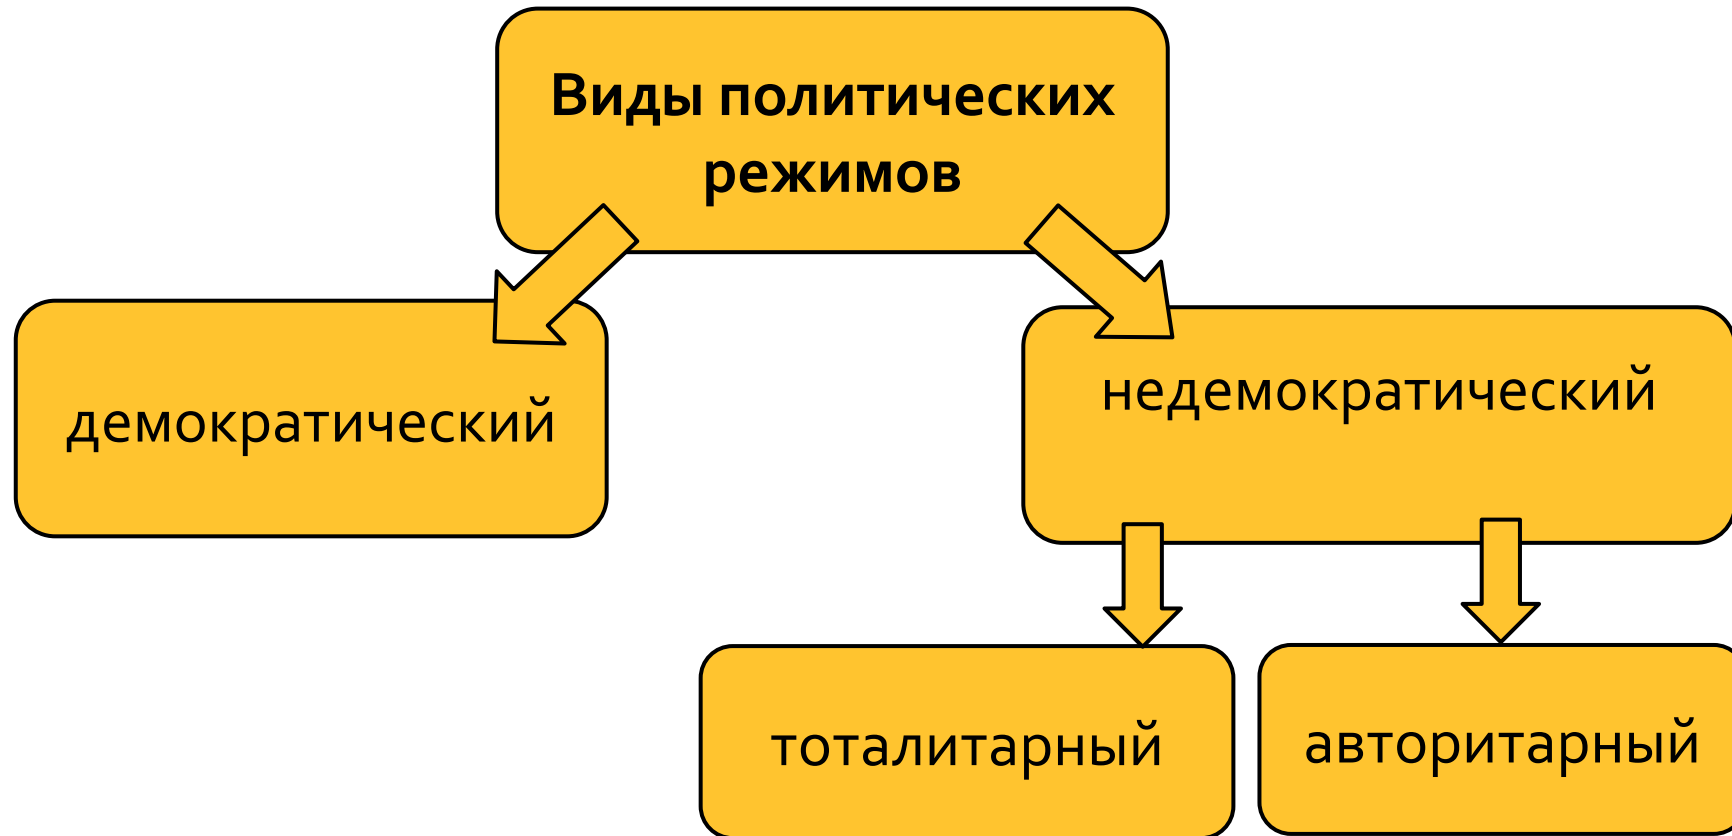 Виды политических
режимов
демократический
недемократический
тоталитарный
авторитарный